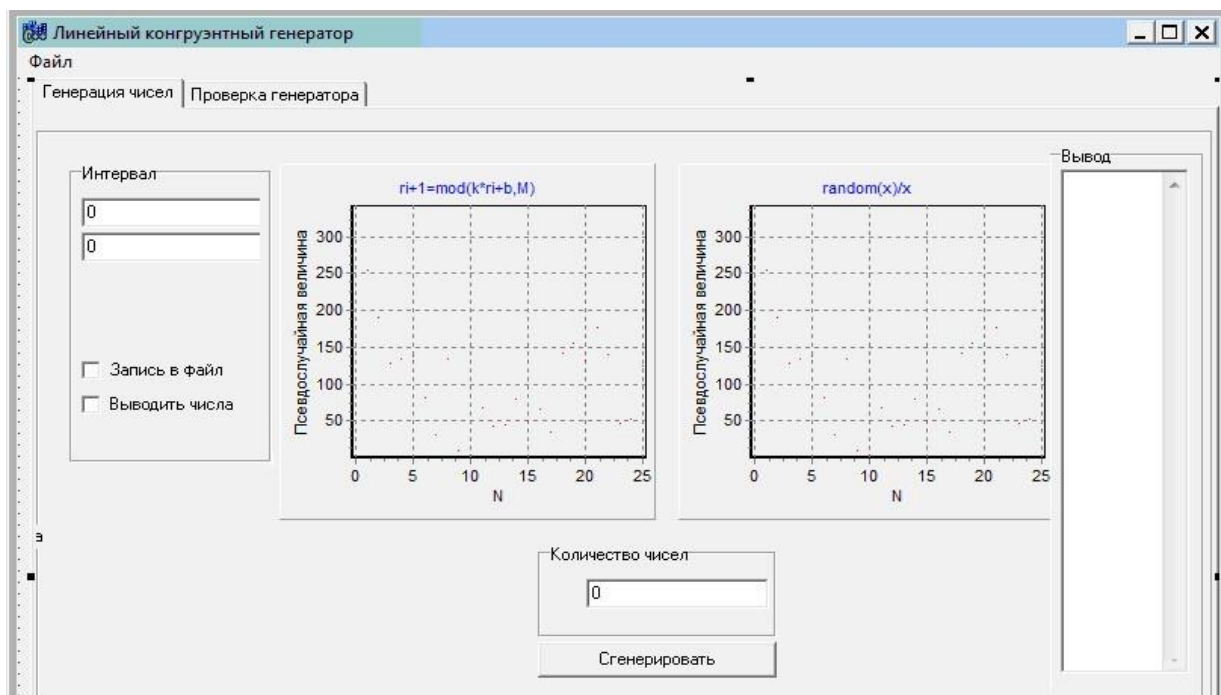 Линейный конгруэнтный генератор
Файл
Генерация чисел
Проверка генератора
Интервал
0
0
Запись в файл
Выводить числа
ri+1=mod(k*ri+b,M)
Псевдослучайная величина
300
250
200
150
100
50
0 5 10 15 20 25
N
random(x)/x
Псевдослучайная величина
300
250
200
150
100
50
0 5 10 15 20 25
N
Вывод
а
Количество чисел
0
Сгенерировать